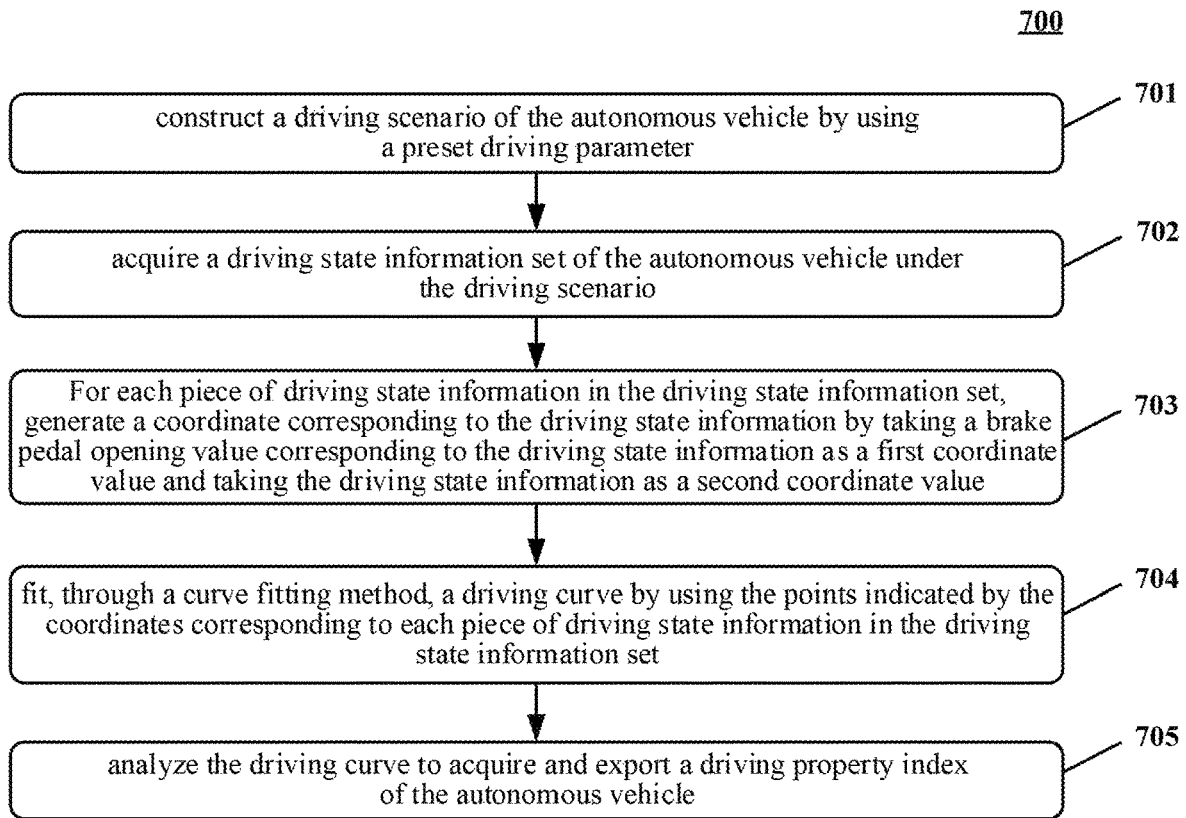 700
701
construct a driving scenario of the autonomous vehicle by using
a preset driving parameter
702
acquire a driving state information set of the autonomous vehicle under
the driving scenario
For each piece of driving state information in the driving state information set,
generate a coordinate corresponding to the driving state information by taking a brake
pedal opening value corresponding to the driving state information as a first coordinate
value and taking the driving state information as a second coordinate value
703
fit, through a curve fitting method, a driving curve by using the points indicated by the
coordinates corresponding to each piece of driving state information in the driving
state information set
704
analyze the driving curve to acquire and export a driving property index
of the autonomous vehicle
705